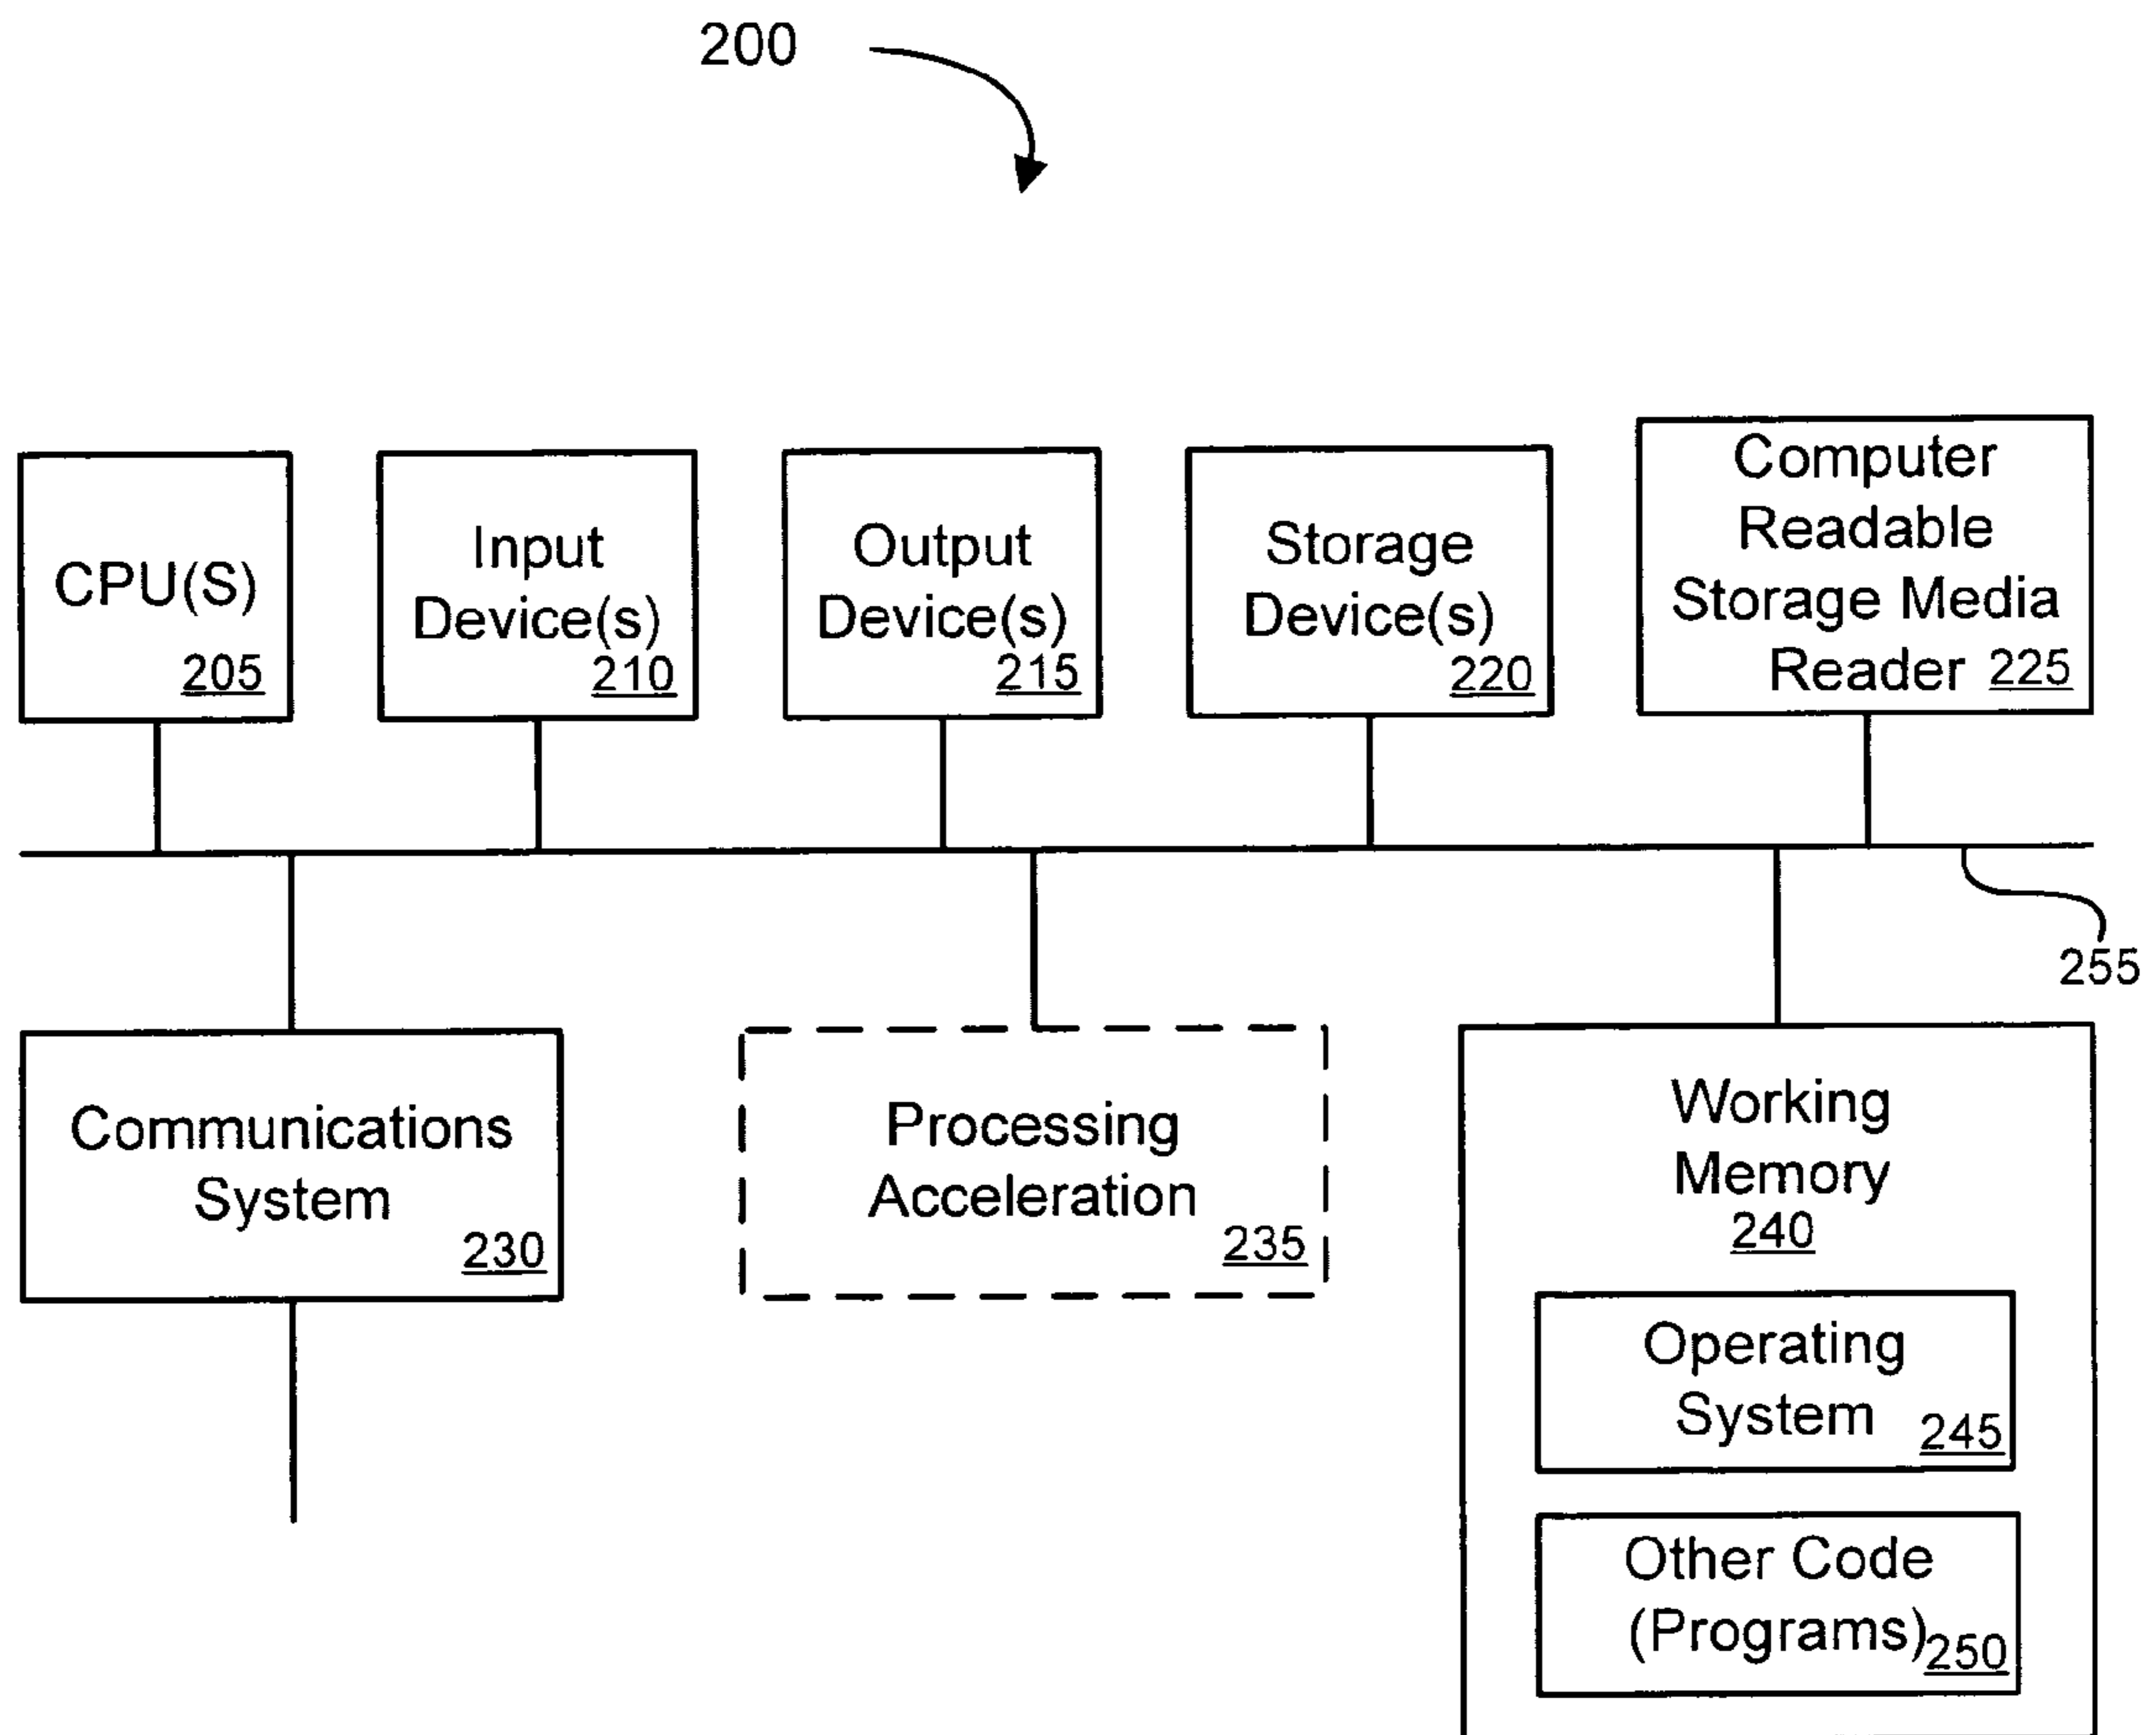 200
CPU(S)
205
Input
Device(s)
210
Output
Device(s)
215
Storage
Device(s)
220
Computer
Readable
Storage Media
Reader 225
255
Communications
System
230
Processing
Acceleration
235
Working
Memory
240
Operating
System
245
Other Code
(Programs)
250